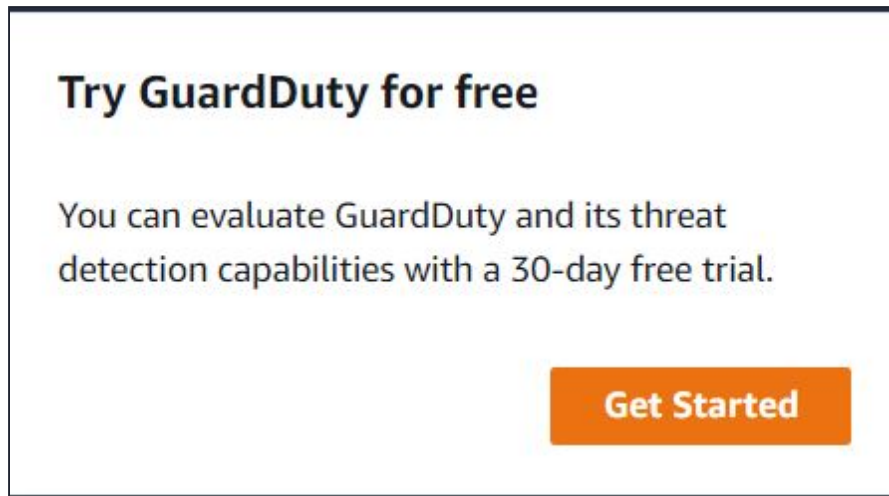 Try GuardDuty for free
You can evaluate GuardDuty and its threat
detection capabilities with a 30-day free trial.
Get Started